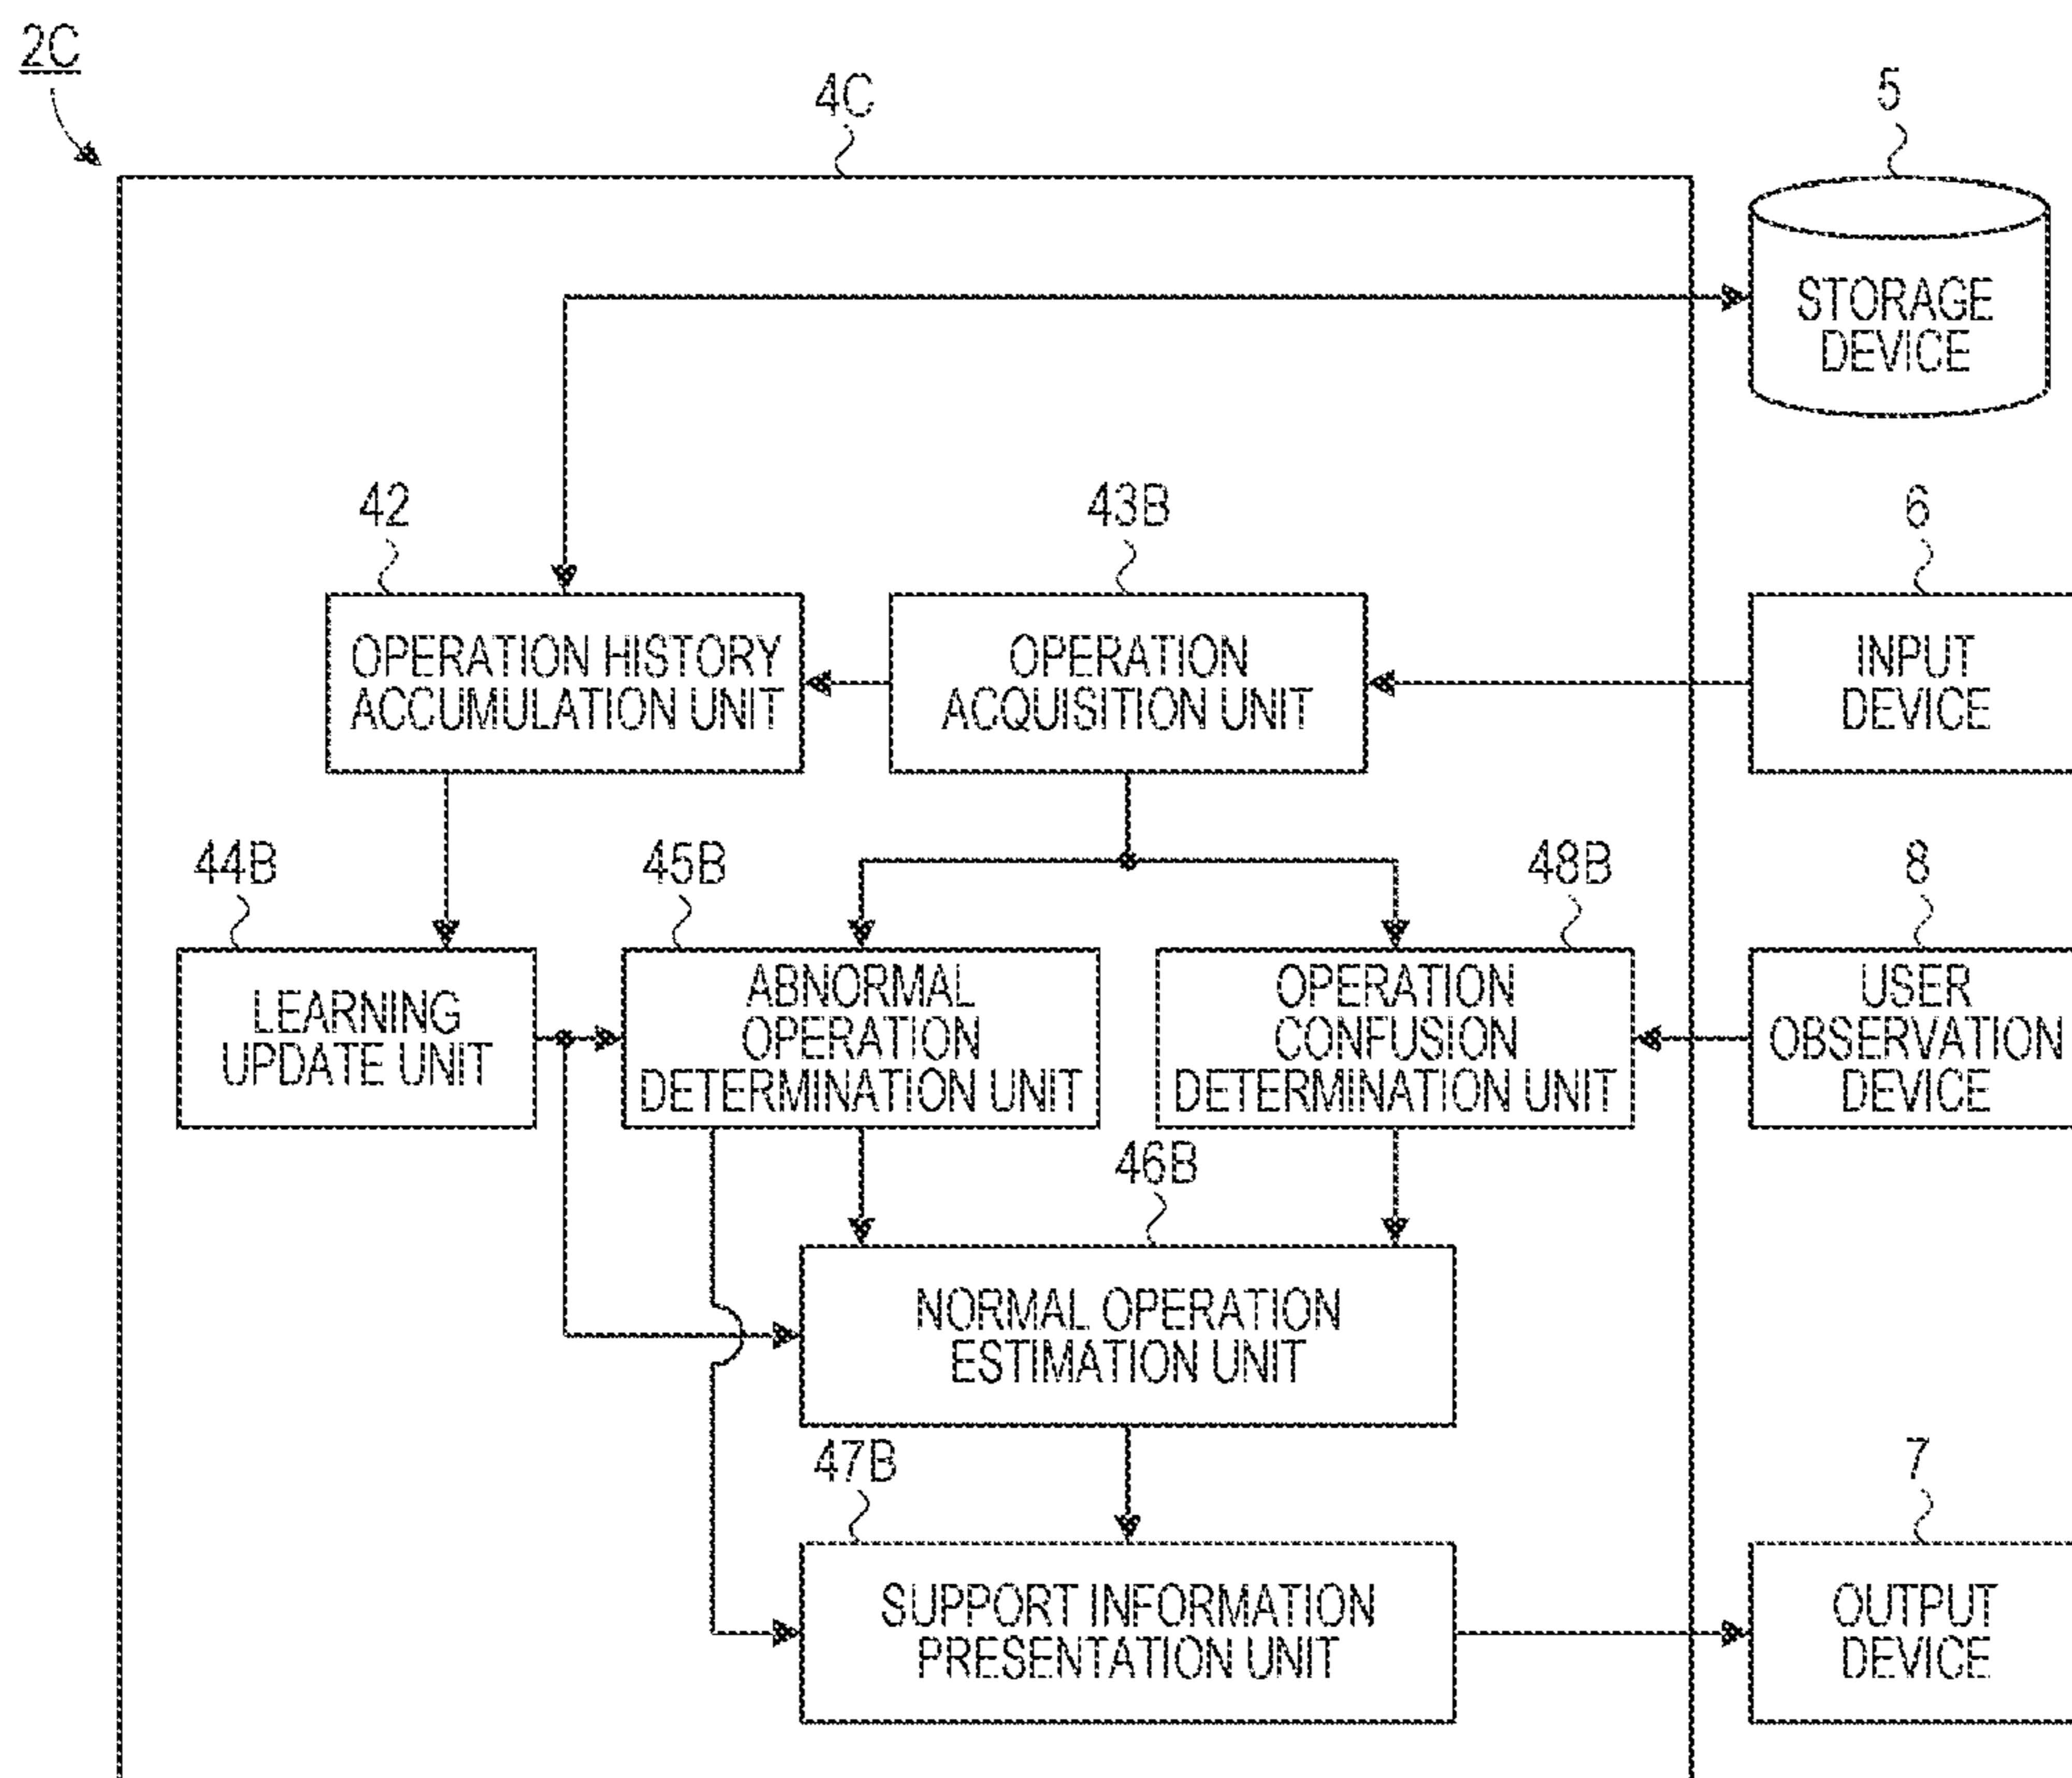 2C
4C
5
STORAGE
DEVICE
42
43B
6
OPERATION HISTORY
ACCUMULATION UNIT
OPERATION
ACQUISITION UNIT
INPUT
DEVICE
44B
45B
48B
8
LEARNING
UPDATE UNIT
ABNORMAL
OPERATION
DETERMINATION UNIT
OPERATION
CONFUSION
DETERMINATION UNIT
USER
OBSERVATION
DEVICE
46B
NORMAL OPERATION
ESTIMATION UNIT
47B
7
SUPPORT INFORMATION
PRESENTATION UNIT
OUTPUT
DEVICE